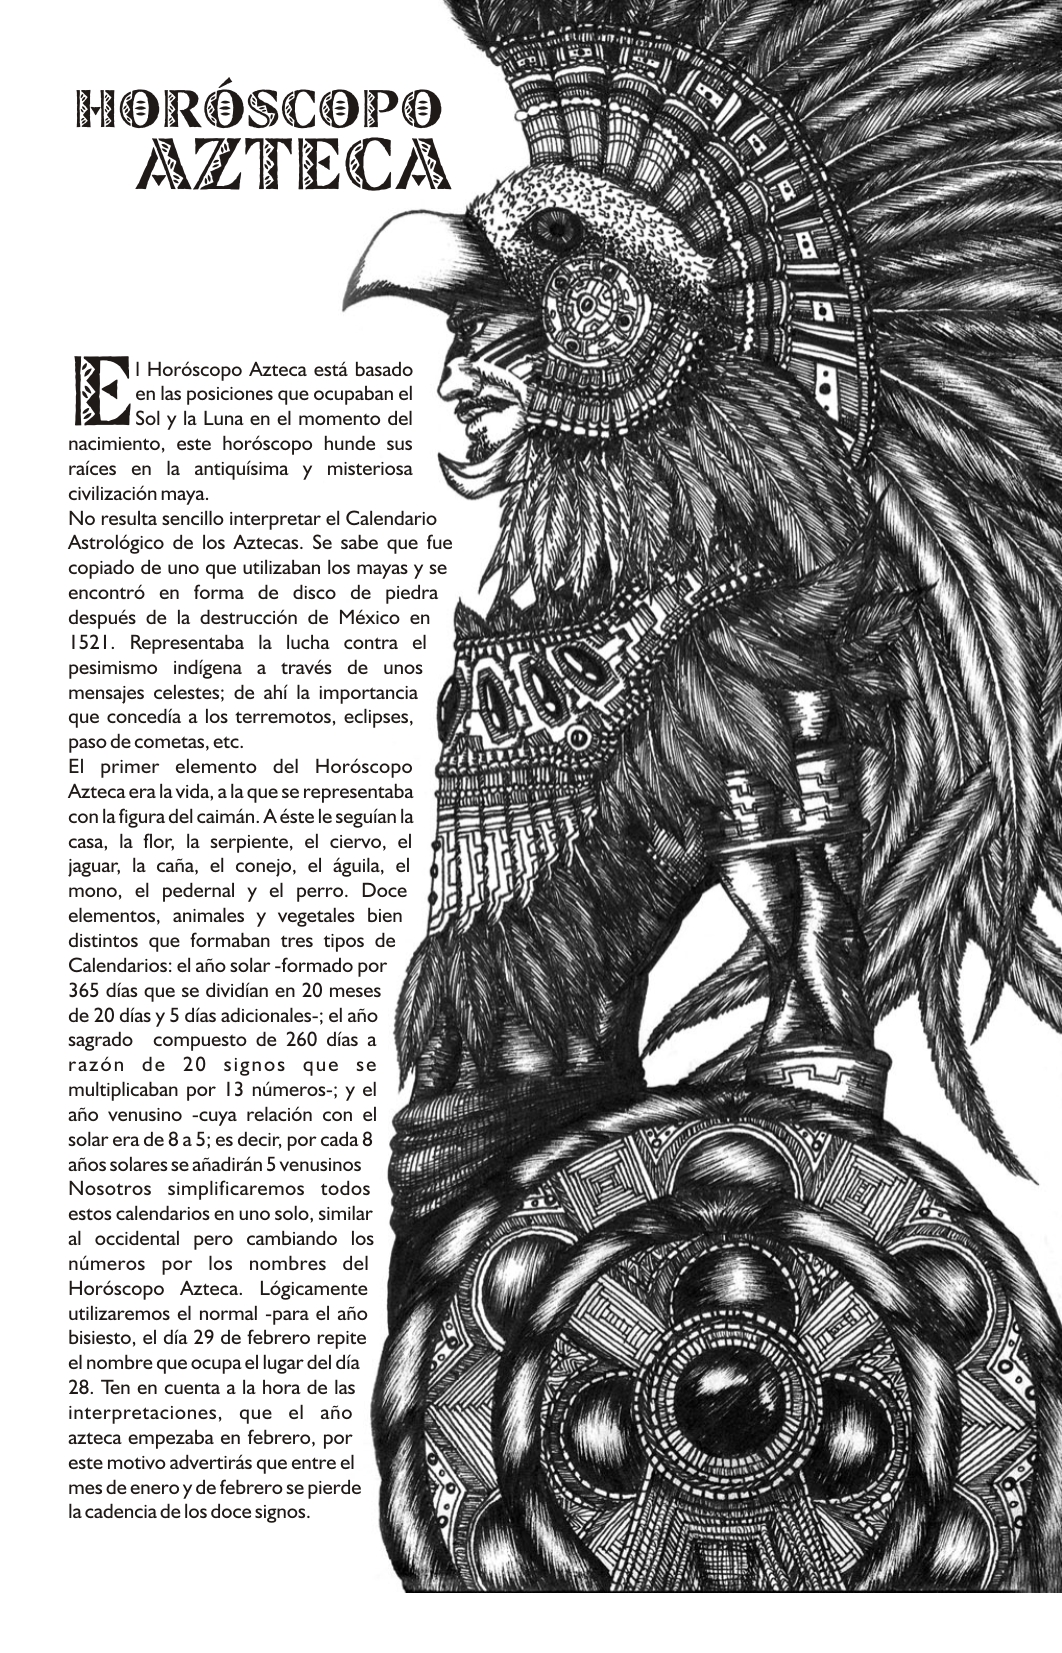 HORÓSCOPO
AZTECA
El Horóscopo Azteca está basado
en las posiciones que ocupaban el
Sol y la Luna en el momento del
nacimiento, este horóscopo hunde sus
raíces en la antiquísima y misteriosa
civilización maya.
No resulta sencillo interpretar el Calendario
Astrológico de los Aztecas. Se sabe que fue
copiado de uno que utilizaban los mayas y se
encontró en forma de disco de piedra
después de la destrucción de México en
1521. Representaba la lucha contra el
pesimismo indígena a través de unos
mensajes celestes; de ahí la importancia
que concedía a los terremotos, eclipses,
paso de cometas, etc.
El primer elemento del Horóscopo
Azteca era la vida, a la que se representaba
con la figura del caimán. A éste le seguían la
casa, la flor, la serpiente, el ciervo, el
jaguar, la caña, el conejo, el águila, el
mono, el pedernal y el perro. Doce
elementos, animales y vegetales bien
distintos que formaban tres tipos de
Calendarios: el año solar -formado por
365 días que se dividían en 20 meses
de 20 días y 5 días adicionales-; el año
sagrado compuesto de 260 días a
razón de 20 signos que se
multiplicaban por 13 números-; y el
año venusino -cuya relación con el
solar era de 8 a 5; es decir, por cada 8
años solares se añadirán 5 venusinos
Nosotros simplificaremos todos
estos calendarios en uno solo, similar
al occidental pero cambiando los
números por los nombres del
Horóscopo Azteca. Lógicamente
utilizaremos el normal -para el año
bisiesto, el día 29 de febrero repite
el nombre que ocupa el lugar del día
28. Ten en cuenta a la hora de las
interpretaciones, que el año
azteca empezaba en febrero, por
este motivo advertirás que entre el
mes de enero y de febrero se pierde
la cadencia de los doce signos.